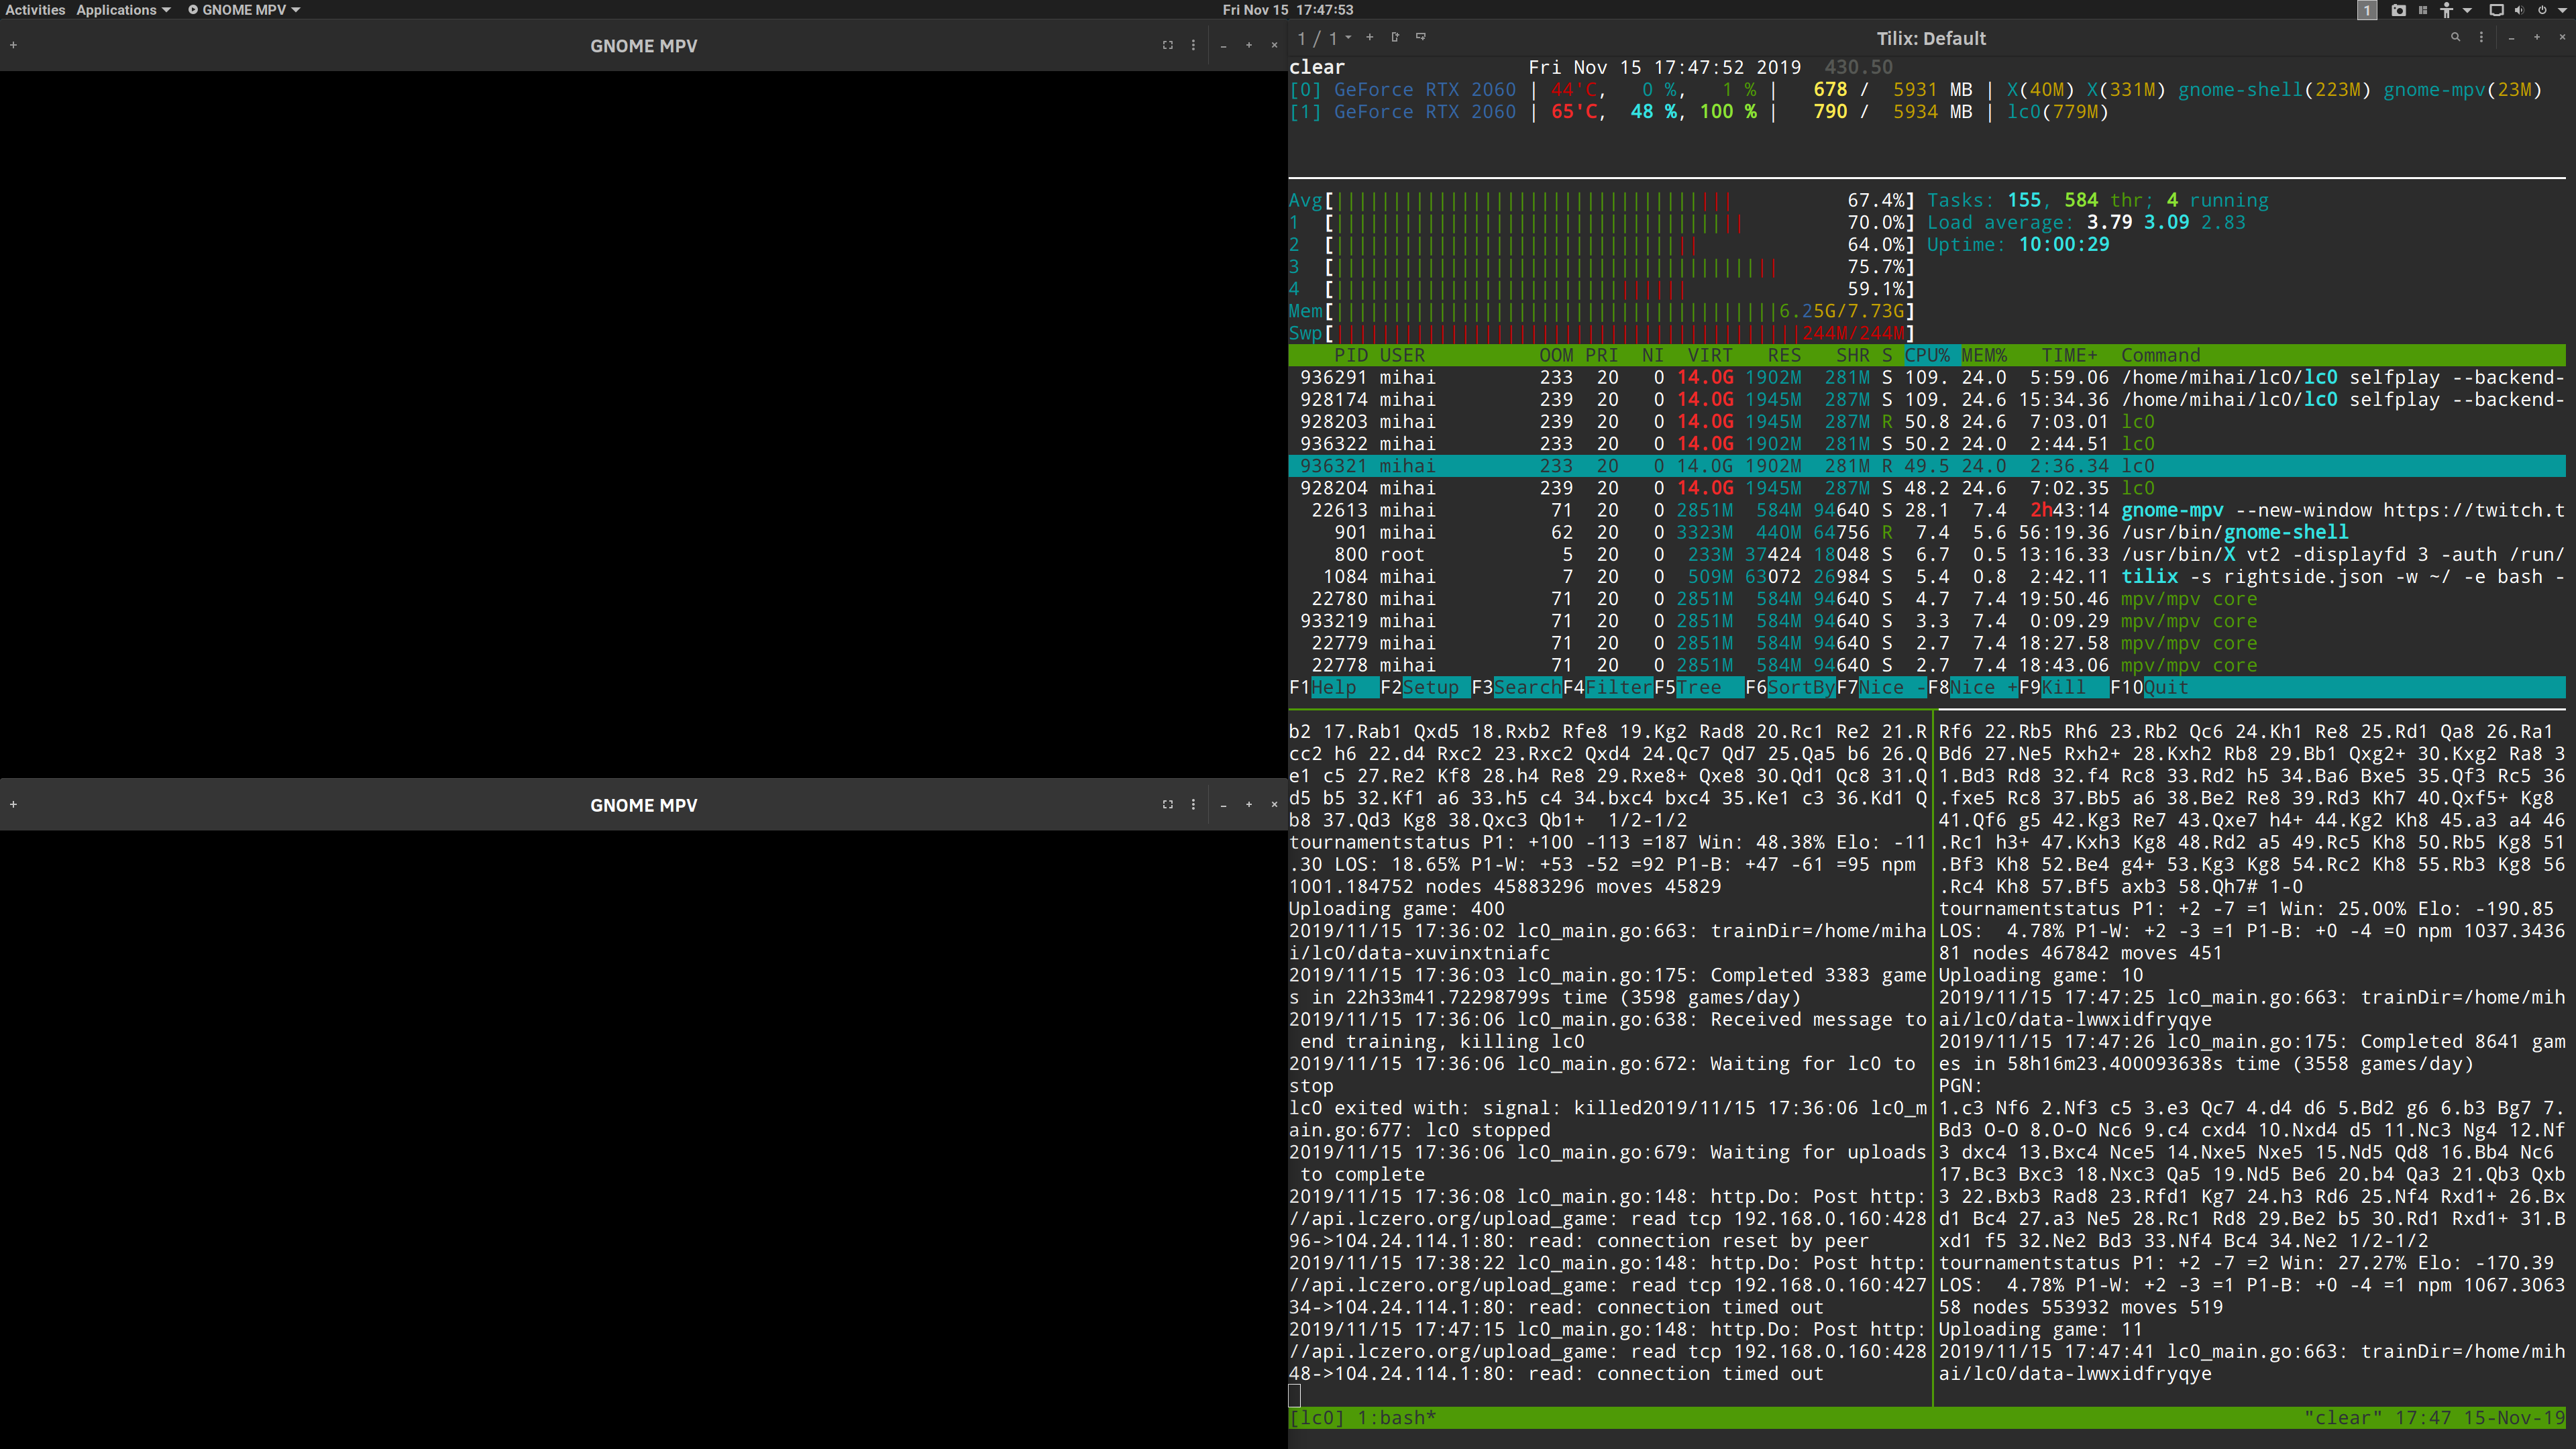 Activities Applications GNOME MPV Fri Nov 15 17:47:53 1
GNOME MPV
GNOME MPV
1 / 1 Tilix: Default
clear Fri Nov 15 17:47:52 2019 430.50
[0] GeForce RTX 2060 | 44'C, 0 %, 1 % | 678 / 5931 MB | X(40M) X(331M) gnome-shell(223M) gnome-mpv(23M)
[1] GeForce RTX 2060 | 65'C, 48 %, 100 % | 790 / 5934 MB | lc0(779M)
Avg[ 67.4%] Tasks: 155, 584 thr; 4 running
1 [ 70.0%] Load average: 3.79 3.09 2.83
2 [ 64.0%] Uptime: 10:00:29
3 [ 75.7%]
4 [ 59.1%]
Mem[ 6.25G/7.73G]
Swp[ 244M/244M]
PID USER OOM PRI NI VIRT RES SHR S CPU% MEM% TIME+ Command
936291 mihai 233 20 0 14.0G 1902M 281M S 109. 24.0 5:59.06 /home/mihai/lc0/lc0 selfplay --backend-
928174 mihai 239 20 0 14.0G 1945M 287M S 109. 24.6 15:34.36 /home/mihai/lc0/lc0 selfplay --backend-
928203 mihai 239 20 0 14.0G 1945M 287M R 50.8 24.6 7:03.01 lc0
936322 mihai 233 20 0 14.0G 1902M 281M S 50.2 24.0 2:44.51 lc0
936321 mihai 233 20 0 14.0G 1902M 281M R 49.5 24.0 2:36.34 lc0
928204 mihai 239 20 0 14.0G 1945M 287M S 48.2 24.6 7:02.35 lc0
22613 mihai 71 20 0 2851M 584M 94640 S 28.1 7.4 2h43:14 gnome-mpv --new-window https://twitch.t
901 mihai 62 20 0 3323M 440M 64756 R 7.4 5.6 56:19.36 /usr/bin/gnome-shell
800 root 5 20 0 233M 37424 18048 S 6.7 0.5 13:16.33 /usr/bin/X vt2 -displayfd 3 -auth /run/
1084 mihai 7 20 0 509M 63072 26984 S 5.4 0.8 2:42.11 tilix -s rightside.json -w ~/ -e bash -
22780 mihai 71 20 0 2851M 584M 94640 S 4.7 7.4 19:50.46 mpv/mpv core
933219 mihai 71 20 0 2851M 584M 94640 S 3.3 7.4 0:09.29 mpv/mpv core
22779 mihai 71 20 0 2851M 584M 94640 S 2.7 7.4 18:27.58 mpv/mpv core
22778 mihai 71 20 0 2851M 584M 94640 S 2.7 7.4 18:43.06 mpv/mpv core
F1Help F2Setup F3SearchF4FilterF5Tree F6SortByF7Nice -F8Nice +F9Kill F10Quit
b2 17.Rab1 Qxd5 18.Rxb2 Rfe8 19.Kg2 Rad8 20.Rc1 Re2 21.R
cc2 h6 22.d4 Rxc2 23.Rxc2 Qxd4 24.Qc7 Qd7 25.Qa5 b6 26.Q
e1 c5 27.Re2 Kf8 28.h4 Re8 29.Rxe8+ Qxe8 30.Qd1 Qc8 31.Q
d5 b5 32.Kf1 a6 33.h5 c4 34.bxc4 bxc4 35.Ke1 c3 36.Kd1 Q
b8 37.Qd3 Kg8 38.Qxc3 Qb1+ 1/2-1/2
tournamentstatus P1: +100 -113 =187 Win: 48.38% Elo: -11
.30 LOS: 18.65% P1-W: +53 -52 =92 P1-B: +47 -61 =95 npm
1001.184752 nodes 45883296 moves 45829
Uploading game: 400
2019/11/15 17:36:02 lc0_main.go:663: trainDir=/home/miha
i/lc0/data-xuvinxtniafc
2019/11/15 17:36:03 lc0_main.go:175: Completed 3383 game
s in 22h33m41.72298799s time (3598 games/day)
2019/11/15 17:36:06 lc0_main.go:638: Received message to
end training, killing lc0
2019/11/15 17:36:06 lc0_main.go:672: Waiting for lc0 to
stop
lc0 exited with: signal: killed2019/11/15 17:36:06 lc0_m
ain.go:677: lc0 stopped
2019/11/15 17:36:06 lc0_main.go:679: Waiting for uploads
to complete
2019/11/15 17:36:08 lc0_main.go:148: http.Do: Post http:
//api.lczero.org/upload_game: read tcp 192.168.0.160:428
96->104.24.114.1:80: read: connection reset by peer
2019/11/15 17:38:22 lc0_main.go:148: http.Do: Post http:
//api.lczero.org/upload_game: read tcp 192.168.0.160:427
34->104.24.114.1:80: read: connection timed out
2019/11/15 17:47:15 lc0_main.go:148: http.Do: Post http:
//api.lczero.org/upload_game: read tcp 192.168.0.160:428
48->104.24.114.1:80: read: connection timed out
Rf6 22.Rb5 Rh6 23.Rb2 Qc6 24.Kh1 Re8 25.Rd1 Qa8 26.Ra1
Bd6 27.Ne5 Rxh2+ 28.Kxh2 Rb8 29.Bb1 Qxg2+ 30.Kxg2 Ra8 3
1.Bd3 Rd8 32.f4 Rc8 33.Rd2 h5 34.Ba6 Bxe5 35.Qf3 Rc5 36
.fxe5 Rc8 37.Bb5 a6 38.Be2 Re8 39.Rd3 Kh7 40.Qxf5+ Kg8
41.Qf6 g5 42.Kg3 Re7 43.Qxe7 h4+ 44.Kg2 Kh8 45.a3 a4 46
.Rc1 h3+ 47.Kxh3 Kg8 48.Rd2 a5 49.Rc5 Kh8 50.Rb5 Kg8 51
.Bf3 Kh8 52.Be4 g4+ 53.Kg3 Kg8 54.Rc2 Kh8 55.Rb3 Kg8 56
.Rc4 Kh8 57.Bf5 axb3 58.Qh7# 1-0
tournamentstatus P1: +2 -7 =1 Win: 25.00% Elo: -190.85
LOS: 4.78% P1-W: +2 -3 =1 P1-B: +0 -4 =0 npm 1037.3436
81 nodes 467842 moves 451
Uploading game: 10
2019/11/15 17:47:25 lc0_main.go:663: trainDir=/home/mih
ai/lc0/data-lwwxidfryqye
2019/11/15 17:47:26 lc0_main.go:175: Completed 8641 gam
es in 58h16m23.400093638s time (3558 games/day)
PGN:
1.c3 Nf6 2.Nf3 c5 3.e3 Qc7 4.d4 d6 5.Bd2 g6 6.b3 Bg7 7.
Bd3 O-O 8.O-O Nc6 9.c4 cxd4 10.Nxd4 d5 11.Nc3 Ng4 12.Nf
3 dxc4 13.Bxc4 Nce5 14.Nxe5 Nxe5 15.Nd5 Qd8 16.Bb4 Nc6
17.Bc3 Bxc3 18.Nxc3 Qa5 19.Nd5 Be6 20.b4 Qa3 21.Qb3 Qxb
3 22.Bxb3 Rad8 23.Rfd1 Kg7 24.h3 Rd6 25.Nf4 Rxd1+ 26.Bx
d1 Bc4 27.a3 Ne5 28.Rc1 Rd8 29.Be2 b5 30.Rd1 Rxd1+ 31.B
xd1 f5 32.Ne2 Bd3 33.Nf4 Bc4 34.Ne2 1/2-1/2
tournamentstatus P1: +2 -7 =2 Win: 27.27% Elo: -170.39
LOS: 4.78% P1-W: +2 -3 =1 P1-B: +0 -4 =1 npm 1067.3063
58 nodes 553932 moves 519
Uploading game: 11
2019/11/15 17:47:41 lc0_main.go:663: trainDir=/home/mih
ai/lc0/data-lwwxidfryqye
[lc0] 1:bash* "clear" 17:47 15-Nov-19